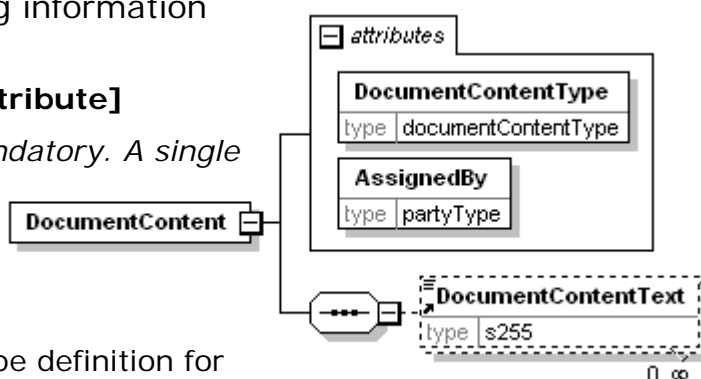 g information
tribute]
ndatory. A single
pe definition for
attributes
DocumentContentType
type documentContentType
AssignedBy
type partyType
DocumentContent
DocumentContentText
type s255
0..∞